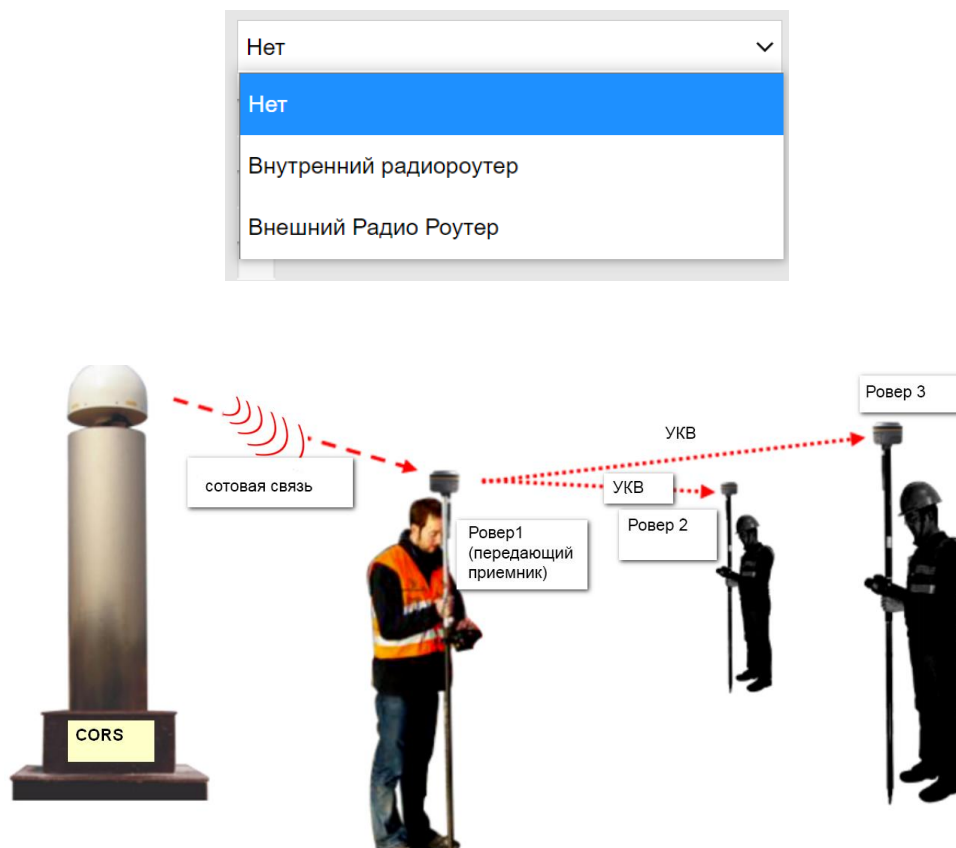 Нет
Нет
Внутренний радиороутер
Внешний Радио Роутер
Ровер 3
УКВ
сотовая связь
УКВ
Ровер1
(передающий
приемник)
Ровер 2
CORS